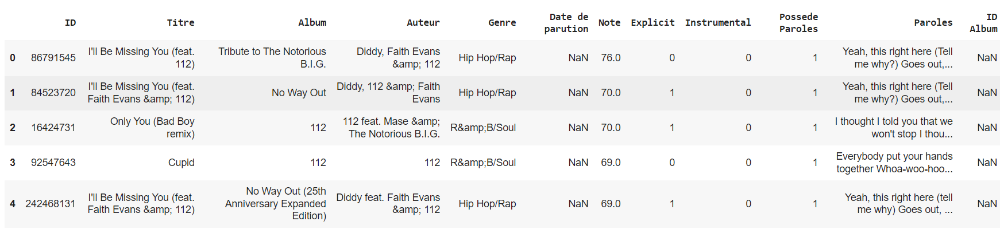 ID Titre Album Auteur Genre Date de parution Note Explicit Instrumental Possede Paroles Paroles ID Album
0 86791545 I'll Be Missing You (feat. 112) Tribute to The Notorious B.I.G. Diddy, Faith Evans &amp; 112 Hip Hop/Rap NaN 76.0 0 0 1 Yeah, this right here (Tell me why?) Goes out,... NaN
1 84523720 I'll Be Missing You (feat. Faith Evans &amp; 112) No Way Out Diddy, 112 &amp; Faith Evans Hip Hop/Rap NaN 70.0 1 0 1 Yeah, this right here (Tell me why?) Goes out,... NaN
2 16424731 Only You (Bad Boy remix) 112 112 feat. Mase &amp; The Notorious B.I.G. R&amp;B/Soul NaN 70.0 1 0 1 I thought I told you that we won't stop I thou... NaN
3 92547643 Cupid 112 112 R&amp;B/Soul NaN 69.0 0 0 1 Everybody put your hands together Whoa-woo-hoo... NaN
4 242468131 I'll Be Missing You (feat. Faith Evans &amp; 112) No Way Out (25th Anniversary Expanded Edition) Diddy feat. Faith Evans &amp; 112 Hip Hop/Rap NaN 69.0 1 0 1 Yeah, this right here (tell me why) Goes out, ... NaN